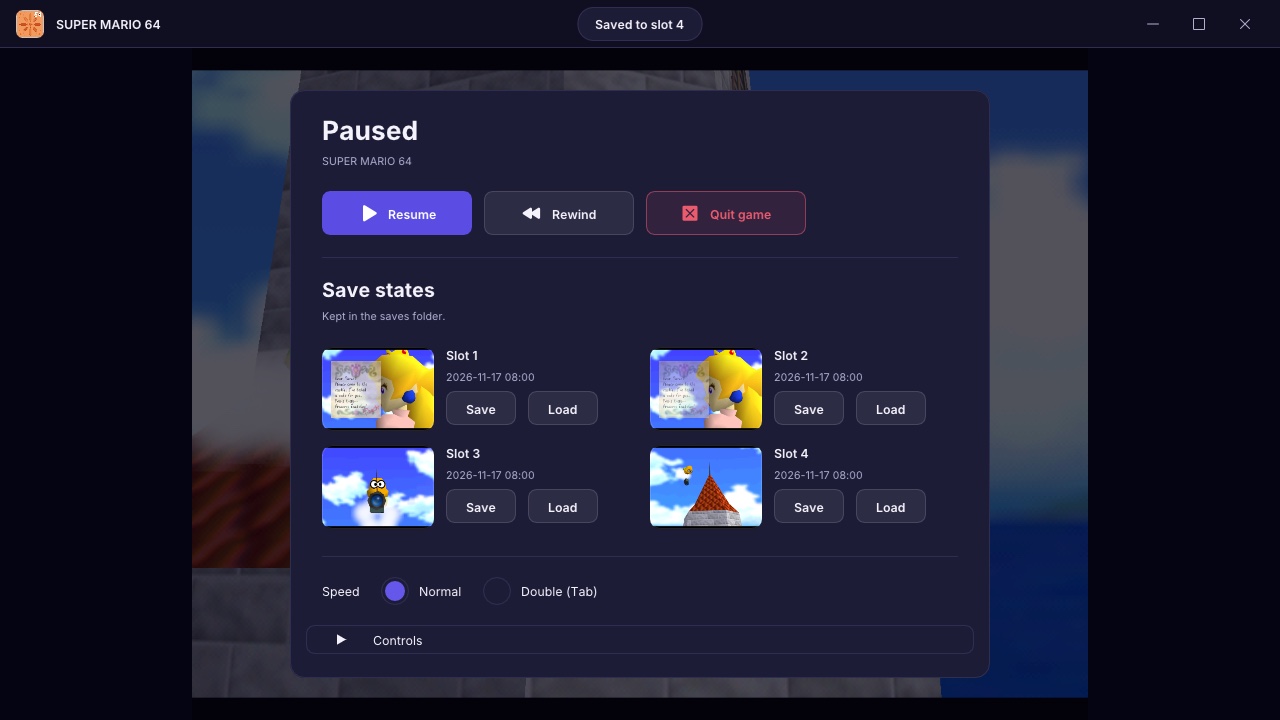 SUPER MARIO 64
Saved to slot 4
Paused
SUPER MARIO 64
Resume
Rewind
Quit game
Save states
Kept in the saves folder.
Slot 1
2026-11-17 08:00
Save
Load
Slot 2
2026-11-17 08:00
Save
Load
Slot 3
2026-11-17 08:00
Save
Load
Slot 4
2026-11-17 08:00
Save
Load
Speed
Normal
Double (Tab)
Controls